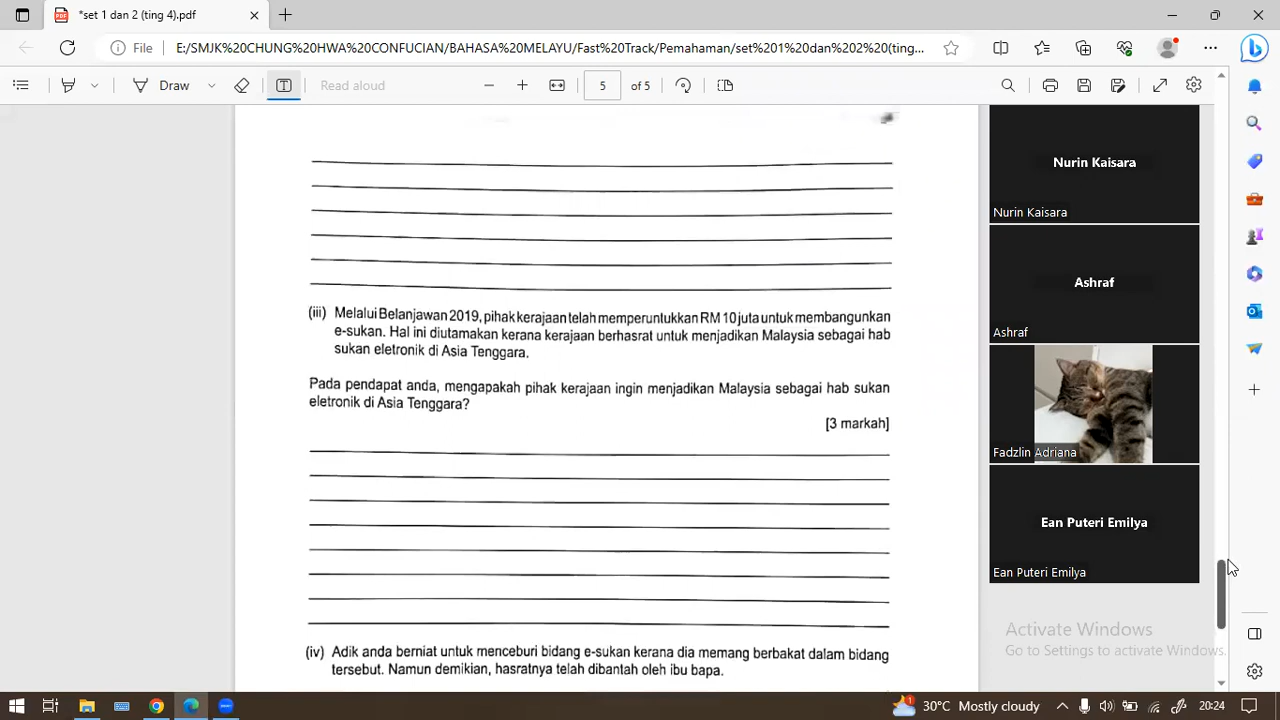 *set 1 dan 2 (ting 4).pdf
File
E:/SMJK%20CHUNG%20HWA%20CONFUCIAN/BAHASA%20MELAYU/Fast%20Track/Pemahaman/set%201%20dan%202%20(ting...
Draw
Read aloud
5
of 5
(iii) Melalui Belanjawan 2019, pihak kerajaan telah memperuntukkan RM 10 juta untuk membangunkan
e-sukan. Hal ini diutamakan kerana kerajaan berhasrat untuk menjadikan Malaysia sebagai hab
sukan eletronik di Asia Tenggara.
Pada pendapat anda, mengapakah pihak kerajaan ingin menjadikan Malaysia sebagai hab sukan
eletronik di Asia Tenggara?
[3 markah]
(iv) Adik anda berniat untuk menceburi bidang e-sukan kerana dia memang berbakat dalam bidang
tersebut. Namun demikian, hasratnya telah dibantah oleh ibu bapa.
Nurin Kaisara
Nurin Kaisara
Ashraf
Ashraf
Fadzlin Adriana
Ean Puteri Emilya
Ean Puteri Emilya
Activate Windows
Go to Settings to activate Windows.
1
30°C Mostly cloudy
20:24